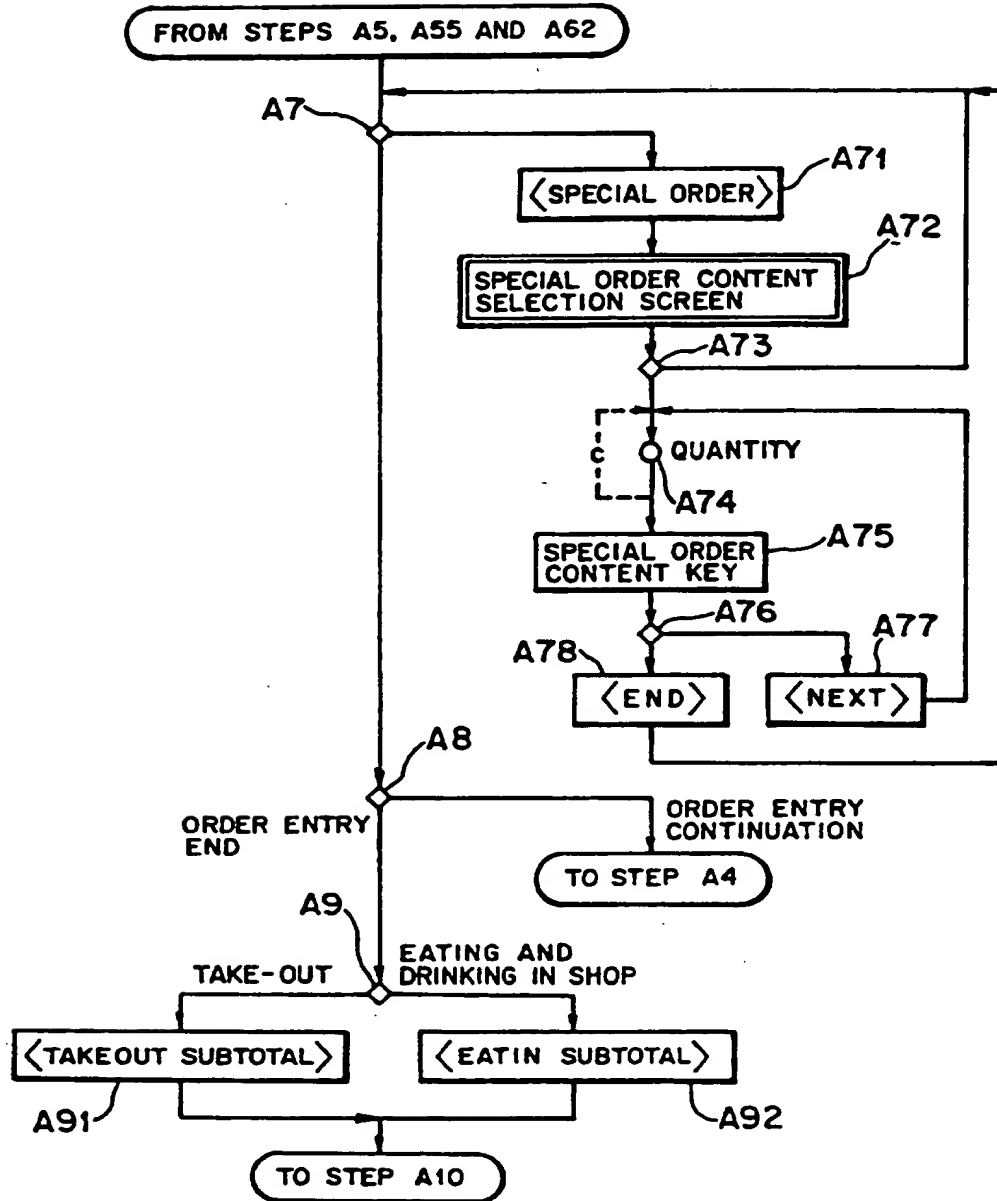 FROM STEPS A5, A55 AND A62
A7
A71
<SPECIAL ORDER>
A72
SPECIAL ORDER CONTENT
SELECTION SCREEN
A73
C
QUANTITY
A74
A75
SPECIAL ORDER
CONTENT KEY
A76
A77
A78
<END>
<NEXT>
A8
ORDER ENTRY
END
ORDER ENTRY
CONTINUATION
TO STEP A4
A9
TAKE-OUT
EATING AND
DRINKING IN SHOP
<TAKEOUT SUBTOTAL>
<EATIN SUBTOTAL>
A91
A92
TO STEP A10